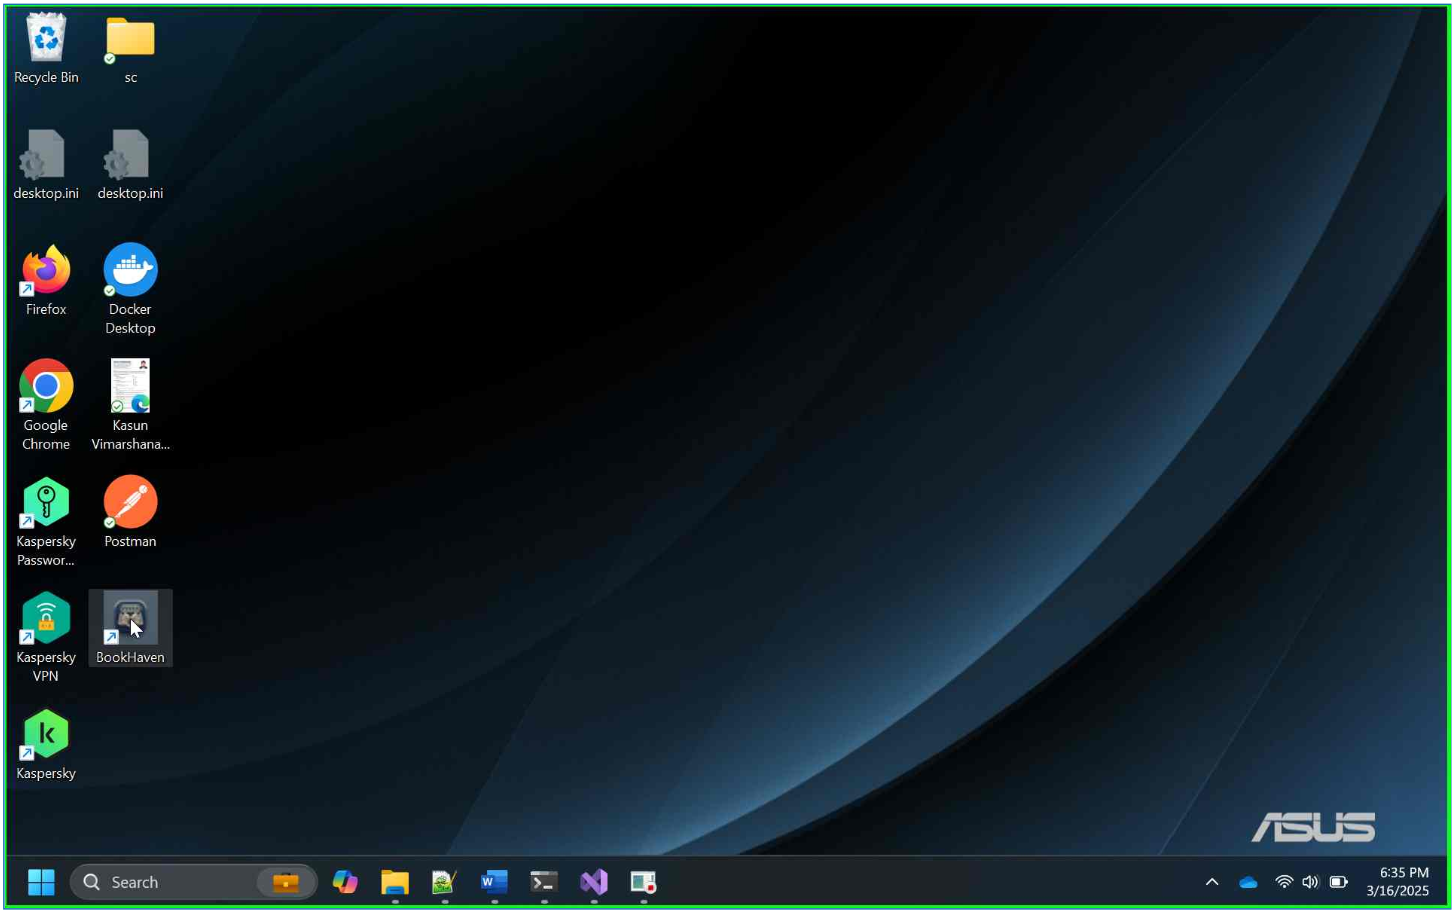 Recycle Bin
sc
desktop.ini
desktop.ini
Firefox
Docker
Desktop
Google
Chrome
Kasun
Vimarshana...
Kaspersky
Passwor...
Postman
Kaspersky
VPN
BookHaven
k
Kaspersky
ASUS
Search
W
6:35 PM
3/16/2025